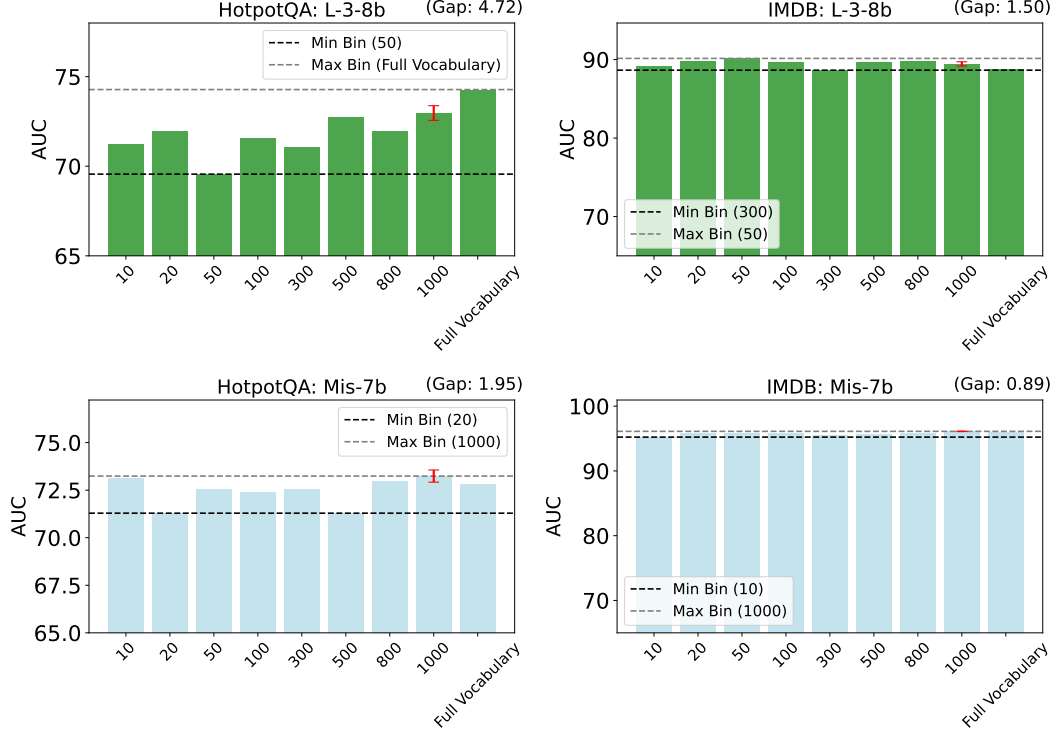 HotpotQA: L-3-8b (Gap: 4.72)
Min Bin (50)
Max Bin (Full Vocabulary)
AUC
75
70
65
10 20 50 100 300 500 800 1000 Full Vocabulary
IMDB: L-3-8b (Gap: 1.50)
AUC
90
80
70
Min Bin (300)
Max Bin (50)
10 20 50 100 300 500 800 1000 Full Vocabulary
HotpotQA: Mis-7b (Gap: 1.95)
Min Bin (20)
Max Bin (1000)
AUC
75.0
72.5
70.0
67.5
65.0
10 20 50 100 300 500 800 1000 Full Vocabulary
IMDB: Mis-7b (Gap: 0.89)
AUC
100
90
80
70
Min Bin (10)
Max Bin (1000)
10 20 50 100 300 500 800 1000 Full Vocabulary